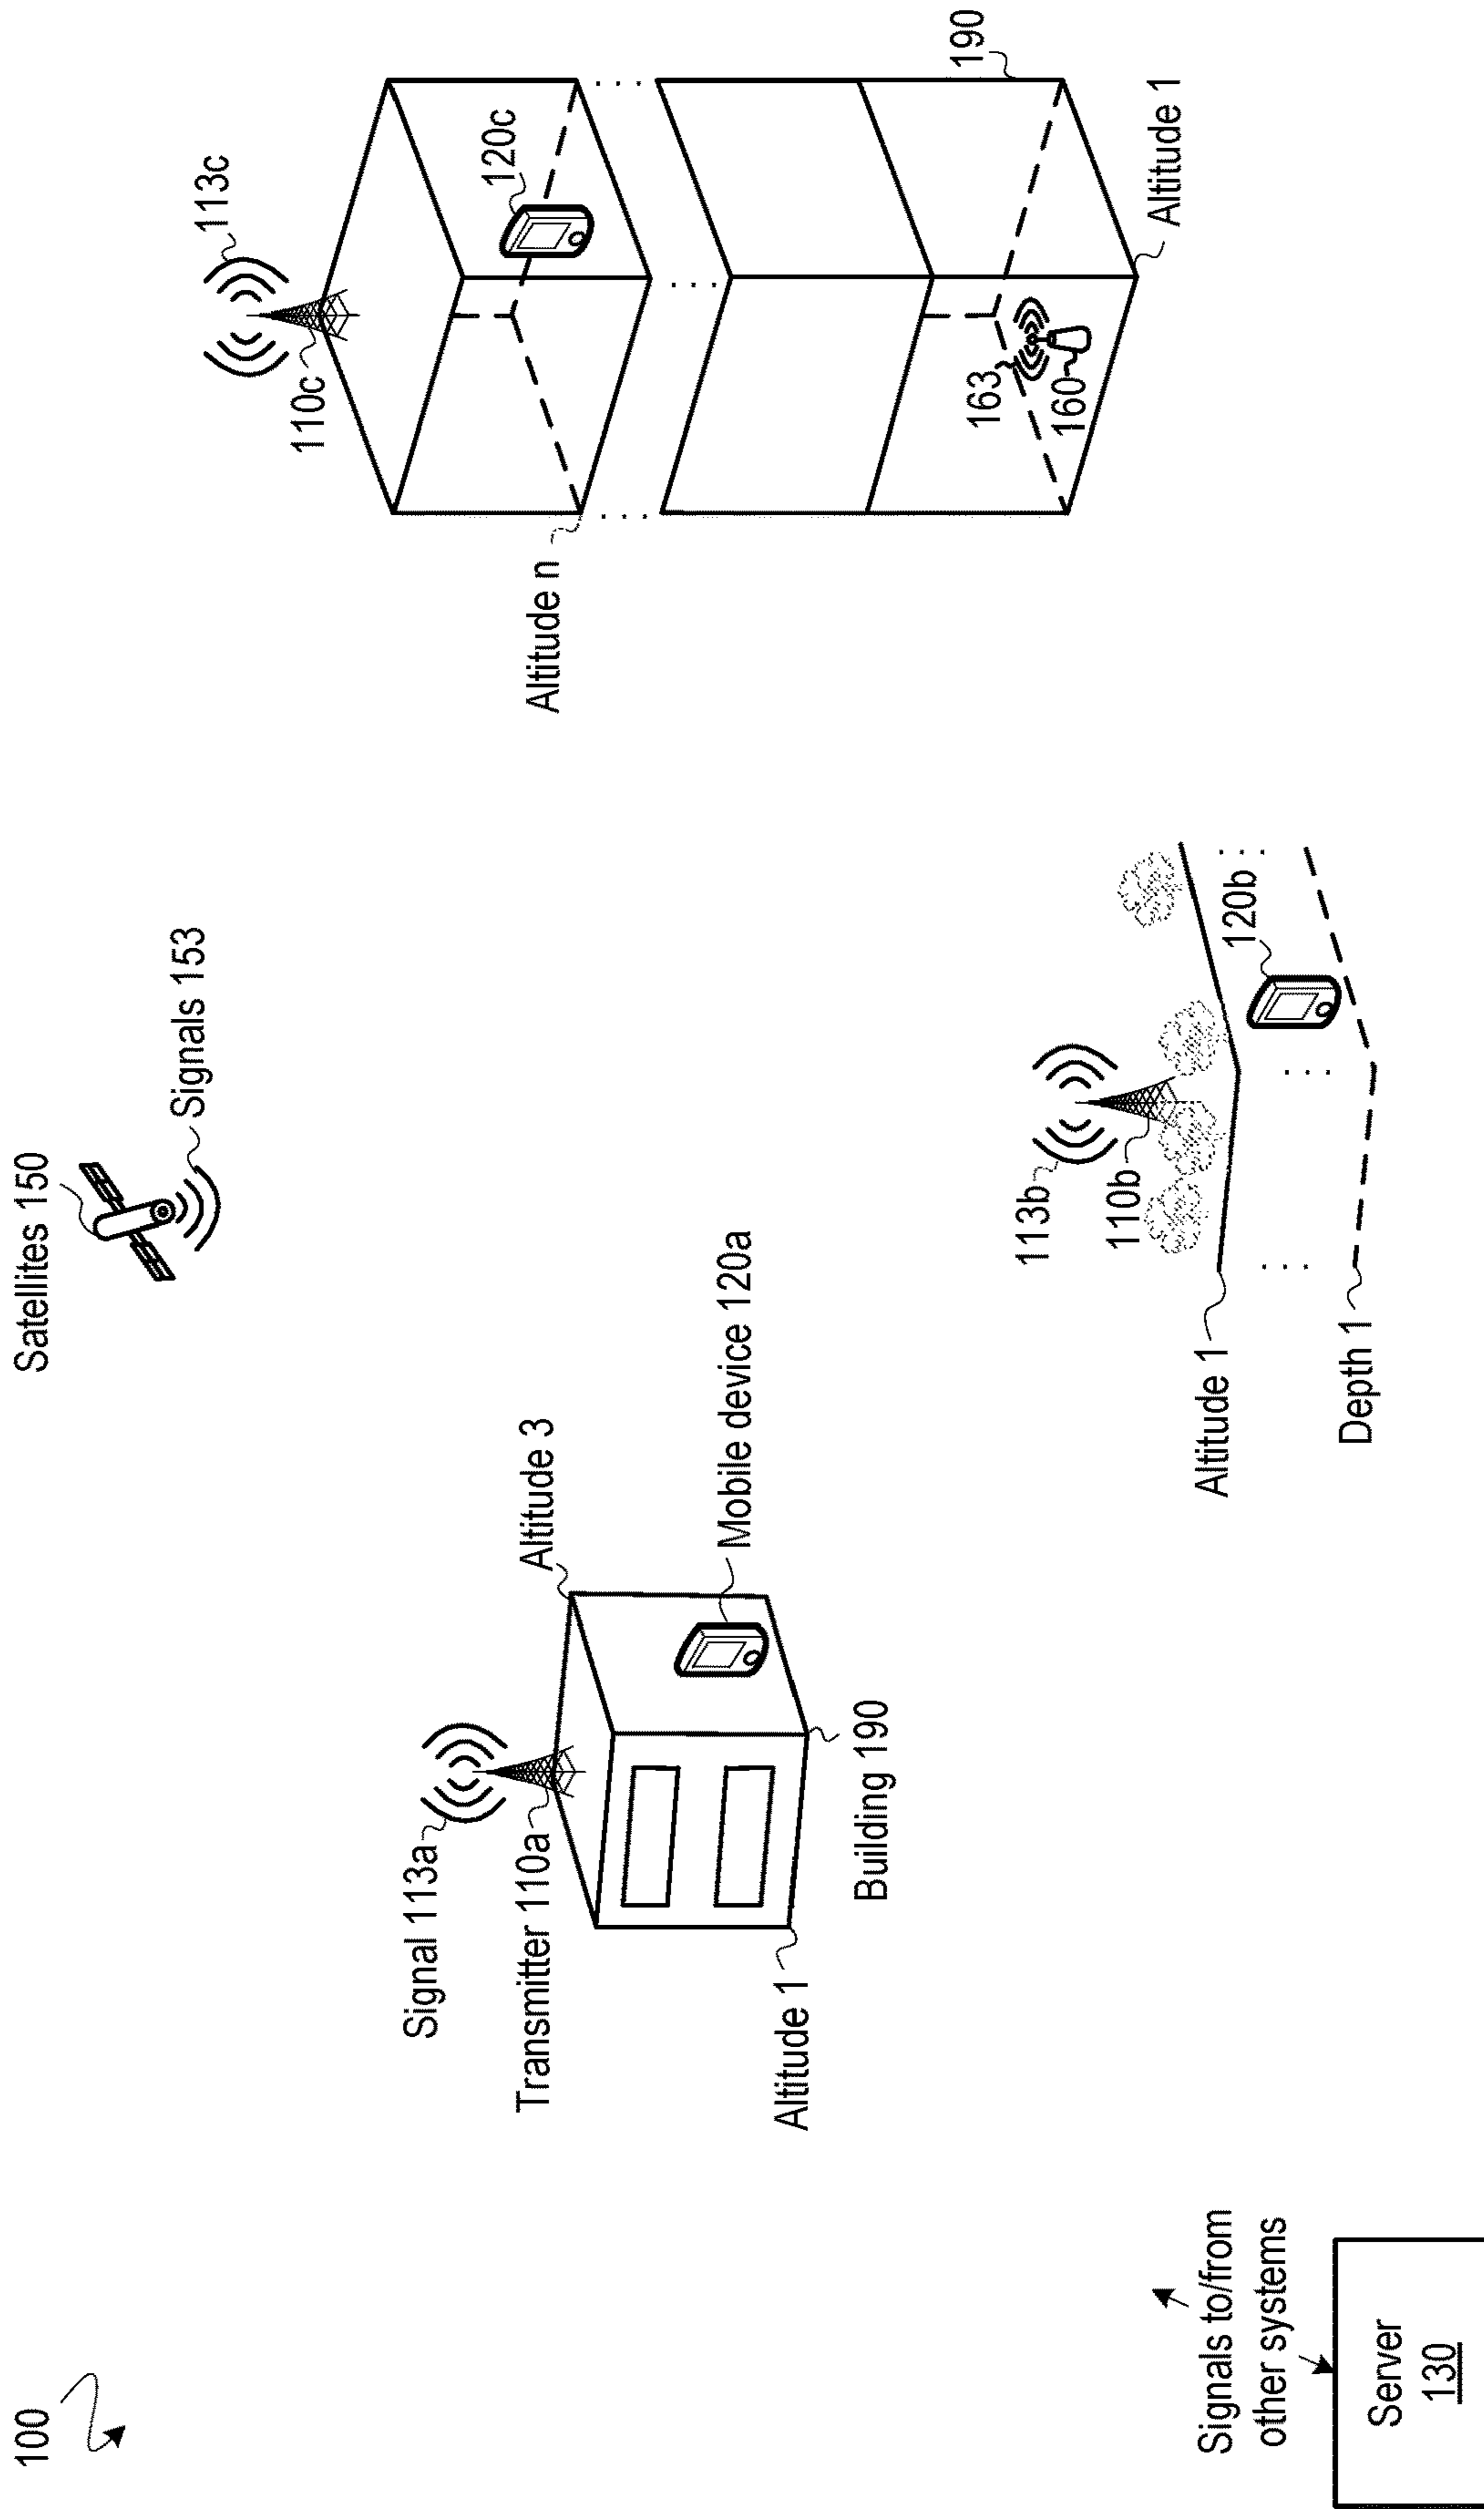 100
Satellites 150
Signals 153
Signal 113a
Transmitter 110a
Altitude 3
Mobile device 120a
Altitude 1
Building 190
113c
110c
120c
Altitude n
163
160
190
Altitude 1
113b
110b
120b
Altitude 1
Depth 1
Signals to/from
other systems
Server
130